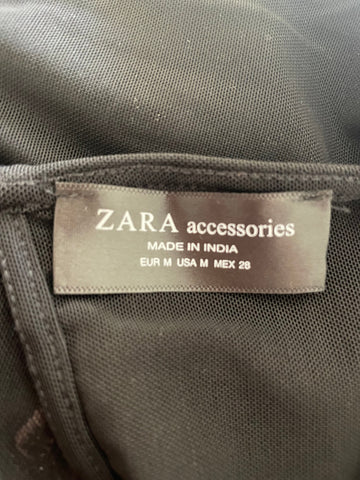 ZARA accessories
MADE IN INDIA
EUR M USA M MEX 28